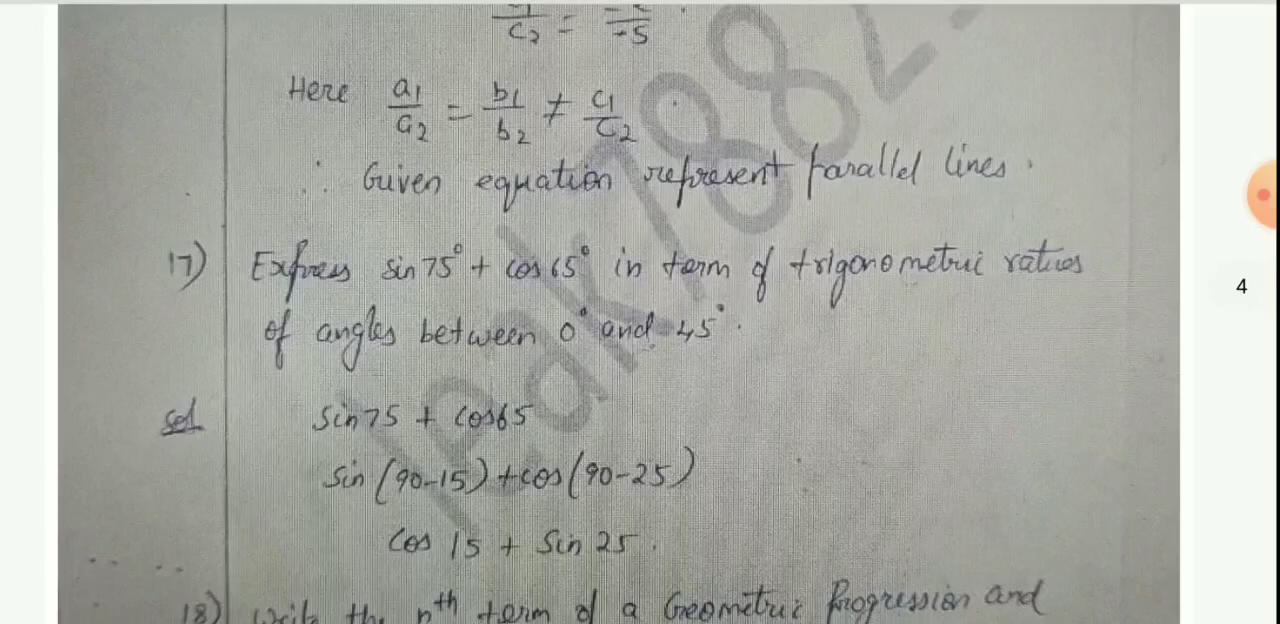 c₂ = -5
Here a₁/a₂ = b₁/b₂ ≠ c₁/c₂
∴ Given equation represent parallel lines.
17) Express sin75° + cos65° in term of trigonometric ratios
of angles between 0° and 45°.
4
Sol sin75 + cos65
sin (90-15) + cos (90-25)
cos 15 + sin 25.
18) Write the nth term of a Geometric Progression and